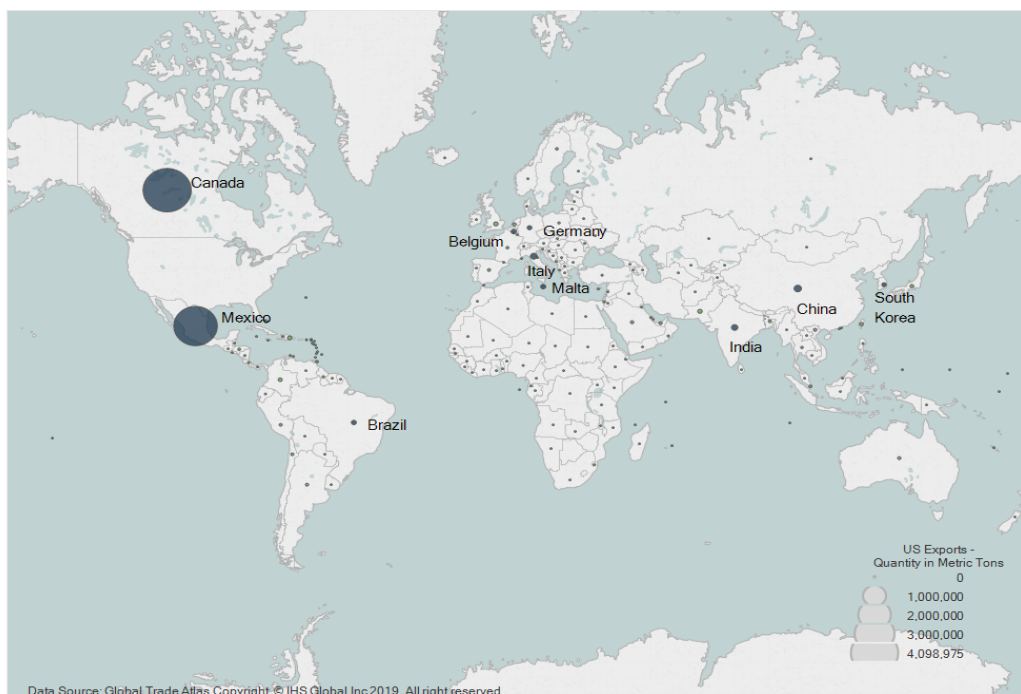 Canada
Germany
Belgium
Italy
Malta
China
South
Korea
Mexico
India
Brazil
US Exports -
Quantity in Metric Tons
0
1,000,000
2,000,000
3,000,000
4,098,975
Data Source: Global Trade Atlas Copyright © IHS Global Inc 2019. All right reserved